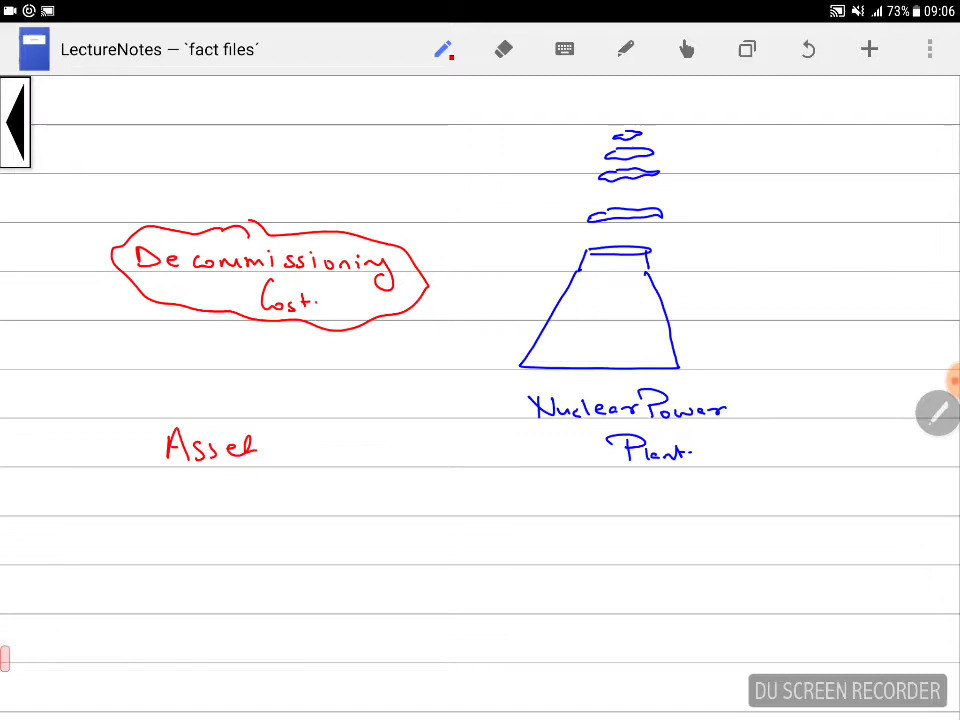 73% 09:06
LectureNotes — `fact files´
Decommissioning
Cost.
Nuclear Power
Plant.
Asset
DU SCREEN RECORDER